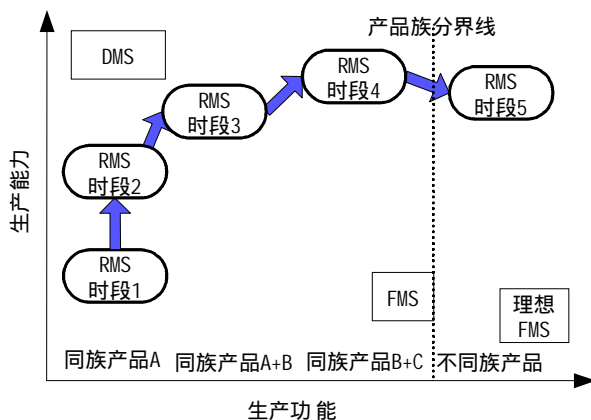 产品族分界线
DMS
RMS
时段4
RMS
时段5
RMS
时段3
RMS
时段2
RMS
时段1
FMS
理想
FMS
同族产品A
同族产品A+B
同族产品B+C
不同族产品
生产能力
生产功能